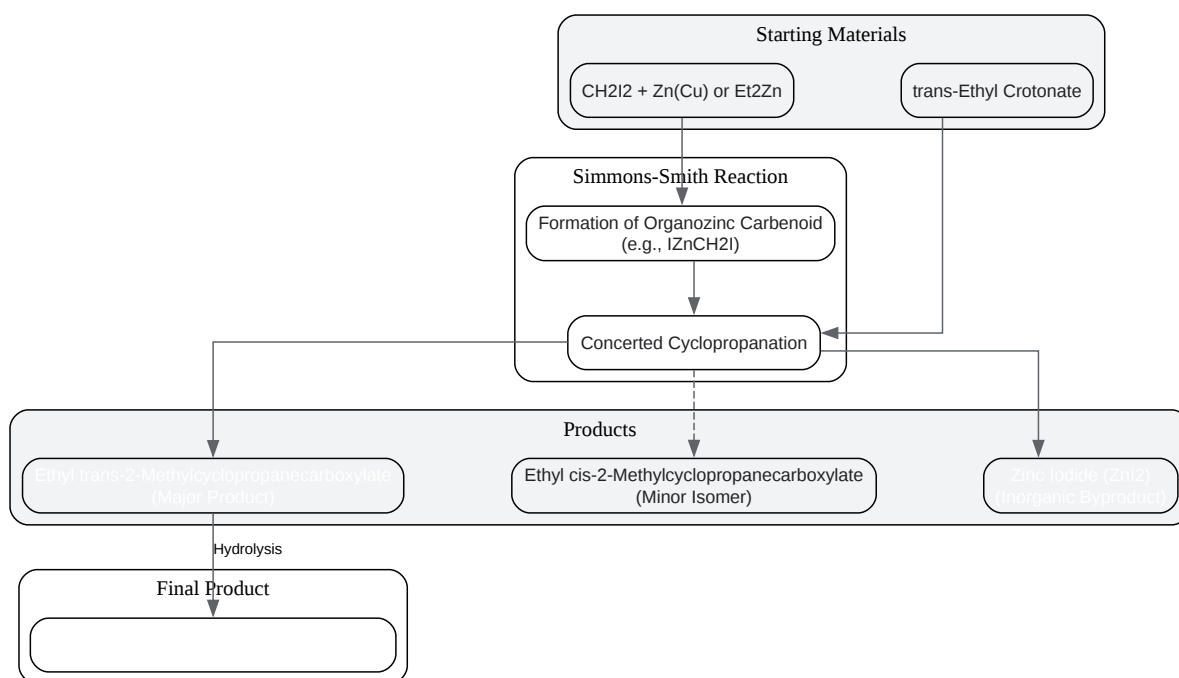 Starting Materials
CH2I2 + Zn(Cu) or Et2Zn
trans-Ethyl Crotonate
Simmons-Smith Reaction
Formation of Organozinc Carbenoid
(e.g., IZnCH2I)
Concerted Cyclopropanation
Products
Ethyl trans-2-Methylcyclopropanecarboxylate
(Major Product)
Ethyl cis-2-Methylcyclopropanecarboxylate
(Minor Isomer)
Zinc Iodide (ZnI2)
(Inorganic Byproduct)
Hydrolysis
Final Product